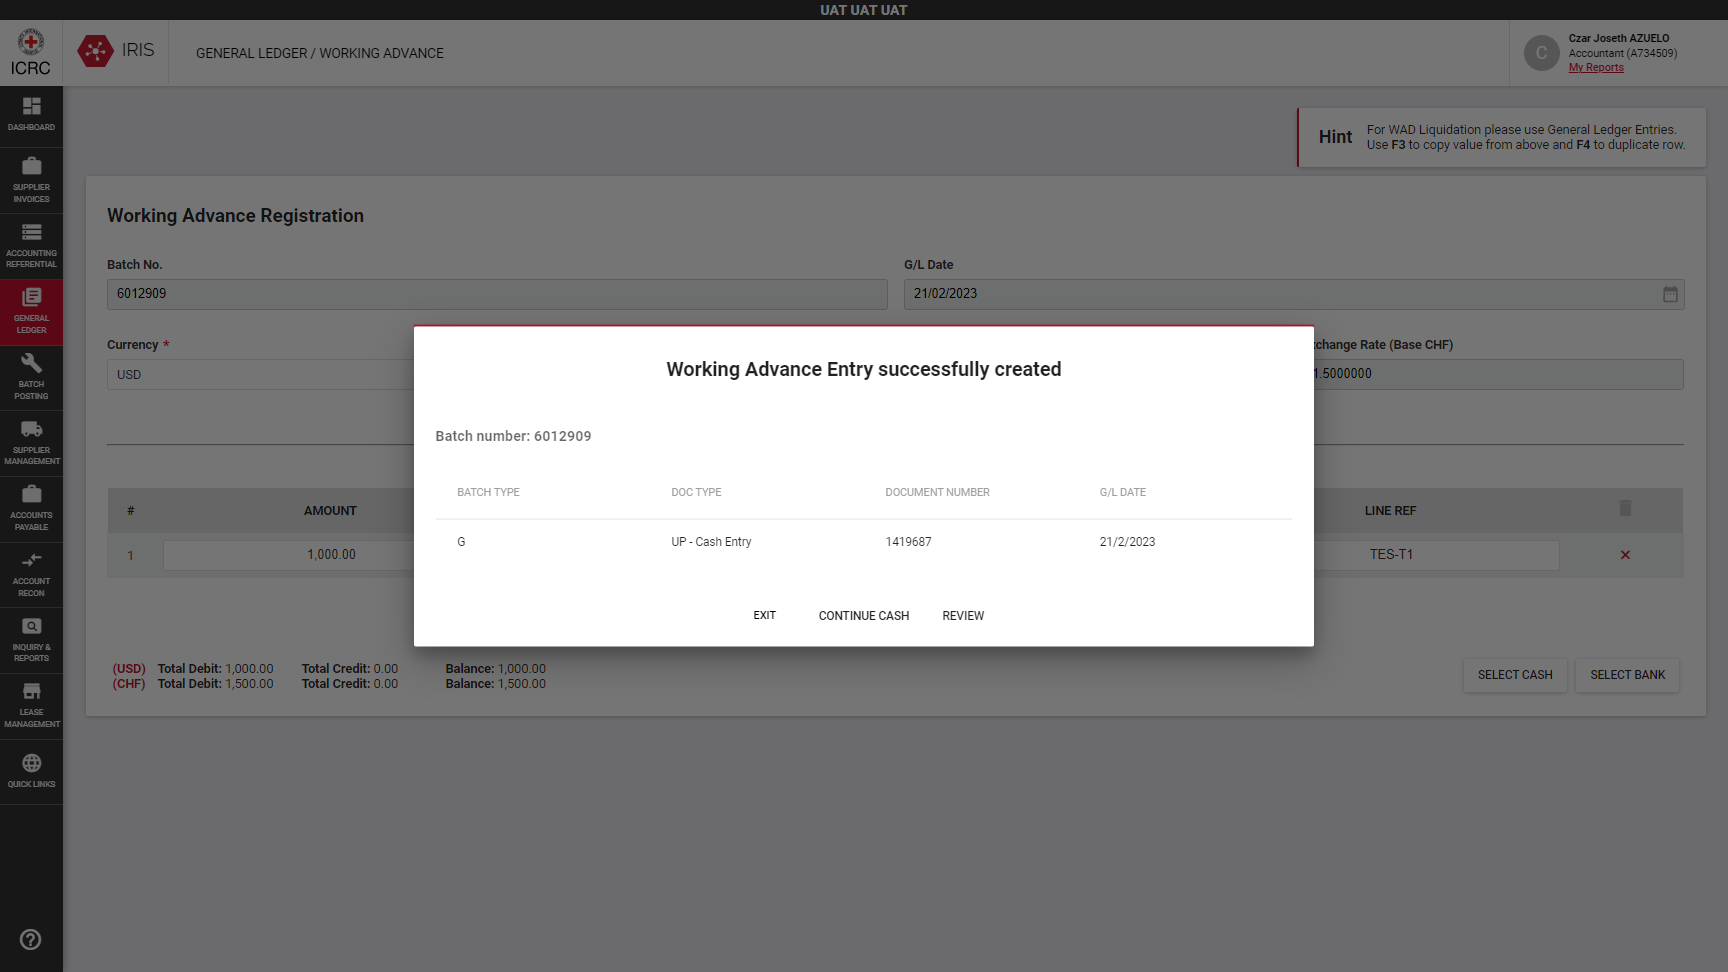 UAT UAT UAT
ICRC
IRIS
GENERAL LEDGER / WORKING ADVANCE
C
Czar Joseth AZUELO
Accountant (A734509)
My Reports
DASHBOARD
SUPPLIER
INVOICES
ACCOUNTING
REFERENTIAL
GENERAL
LEDGER
BATCH
POSTING
SUPPLIER
MANAGEMENT
ACCOUNTS
PAYABLE
ACCOUNT
RECON
INQUIRY &
REPORTS
LEASE
MANAGEMENT
QUICK LINKS
Hint
For WAD Liquidation please use General Ledger Entries.
Use F3 to copy value from above and F4 to duplicate row.
Working Advance Registration
Batch No.
G/L Date
6012909
21/02/2023
Currency *
change Rate (Base CHF)
USD
1.5000000
# AMOUNT LINE REF
1 1,000.00 TES-T1
Working Advance Entry successfully created
Batch number: 6012909
BATCH TYPE DOC TYPE DOCUMENT NUMBER G/L DATE
G UP - Cash Entry 1419687 21/2/2023
EXIT CONTINUE CASH REVIEW
(USD) Total Debit: 1,000.00 Total Credit: 0.00 Balance: 1,000.00
(CHF) Total Debit: 1,500.00 Total Credit: 0.00 Balance: 1,500.00
SELECT CASH SELECT BANK